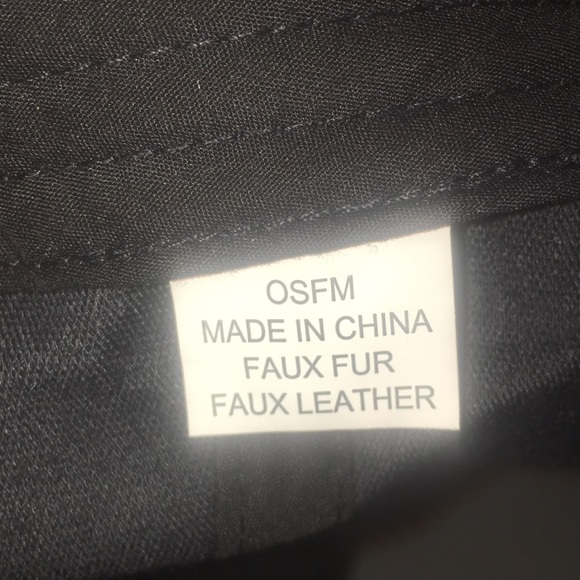 OSFM
MADE IN CHINA
FAUX FUR
FAUX LEATHER